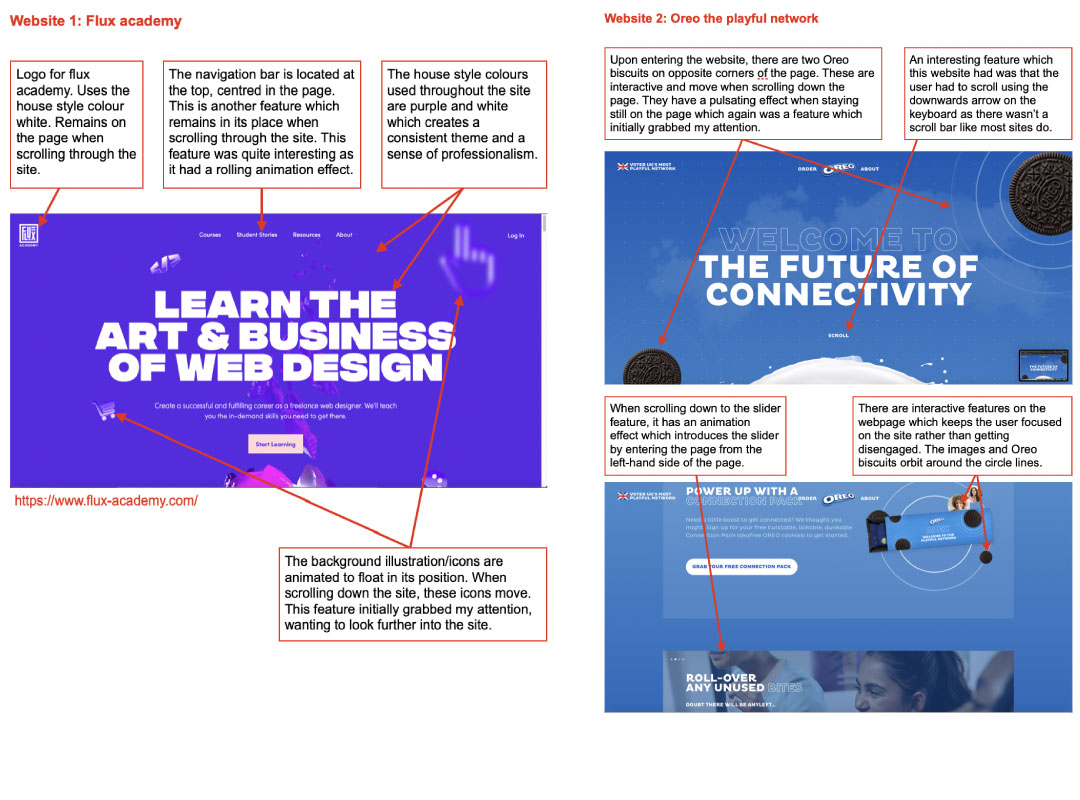 Website 1: Flux academy
Logo for flux
academy. Uses the
house style colour
white. Remains on
the page when
scrolling through the
site.
The navigation bar is located at
the top, centred in the page.
This is another feature which
remains in its place when
scrolling through the site. This
feature was quite interesting as
it had a rolling animation effect.
The house style colours
used throughout the site
are purple and white
which creates a
consistent theme and a
sense of professionalism.
FLUX
ACADEMY
Courses Student Stories Resources About Log In
LEARN THE
ART & BUSINESS
OF WEB DESIGN
Create a successful and fulfilling career as a freelance web designer. We'll teach
you the in-demand skills you need to get there.
Start Learning
https://www.flux-academy.com/
The background illustration/icons are
animated to float in its position. When
scrolling down the site, these icons move.
This feature initially grabbed my attention,
wanting to look further into the site.
Website 2: Oreo the playful network
Upon entering the website, there are two Oreo
biscuits on opposite corners of the page. These are
interactive and move when scrolling down the
page. They have a pulsating effect when staying
still on the page which again was a feature which
initially grabbed my attention.
An interesting feature which
this website had was that the
user had to scroll using the
downwards arrow on the
keyboard as there wasn't a
scroll bar like most sites do.
VOTED UK'S MOST
PLAYFUL NETWORK
ORDER OREO ABOUT
WELCOME TO
THE FUTURE OF
CONNECTIVITY
SCROLL
THE FUTURE OF
CONNECTIVITY
When scrolling down to the slider
feature, it has an animation
effect which introduces the slider
by entering the page from the
left-hand side of the page.
There are interactive features on the
webpage which keeps the user focused
on the site rather than getting
disengaged. The images and Oreo
biscuits orbit around the circle lines.
VOTED UK'S MOST
PLAYFUL NETWORK
ORDER OREO ABOUT
POWER UP WITH A
CONNECTION PACK
Need a little boost to get connected? We thought you
might sign up for your free twistable, lickable, dunkable
Connection Pack (aka free OREO cookies) to get started.
GRAB YOUR FREE CONNECTION PACK
OREO
WELCOME TO THE
PLAYFUL NETWORK
ROLL-OVER
ANY UNUSED BITES
DOUBT THERE WILL BE ANY LEFT...